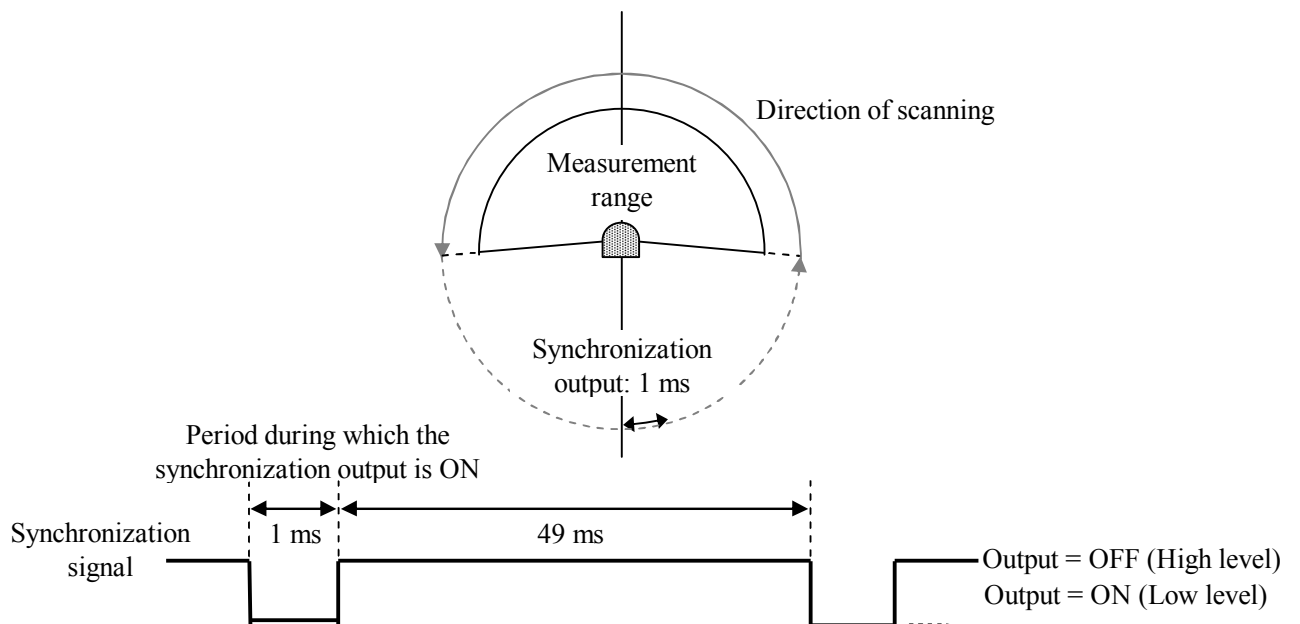 Direction of scanning
Measurement
range
Synchronization
output: 1 ms
Period during which the
synchronization output is ON
Synchronization
signal
1 ms
49 ms
Output = OFF (High level)
Output = ON (Low level)